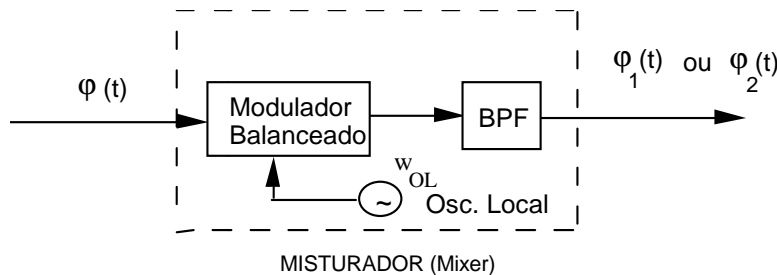 φ(t)
Modulador
Balanceado
BPF
φ1(t) ou φ2(t)
wOL
~
Osc. Local
MISTURADOR (Mixer)